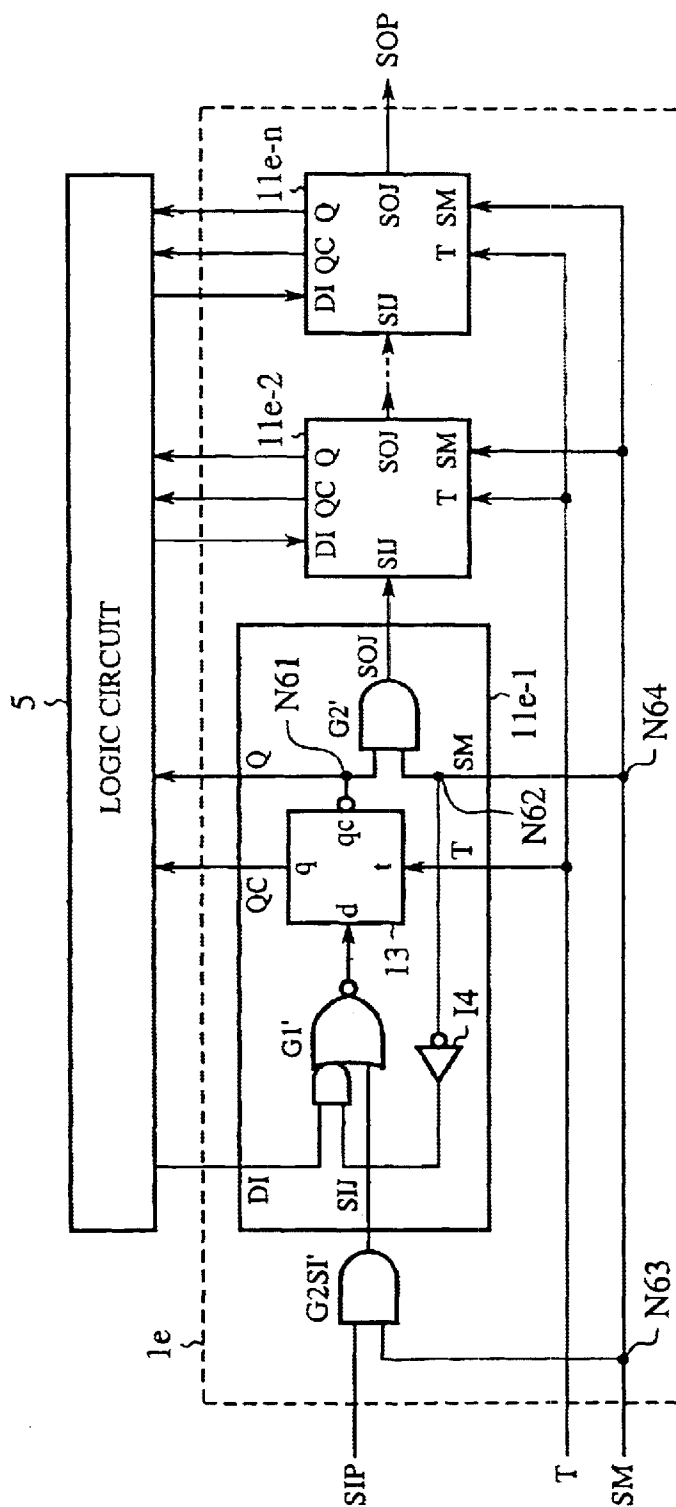 5
LOGIC CIRCUIT
1e
SIP
G2SI'
DI
SIJ
G1'
I4
13
d
q
qc
t
QC
Q
N61
G2'
SOJ
T
SM
N62
11e-1
11e-2
DI
QC
Q
SIJ
SOJ
T
SM
11e-n
DI
QC
Q
SIJ
SOJ
T
SM
SOP
T
SM
N63
N64